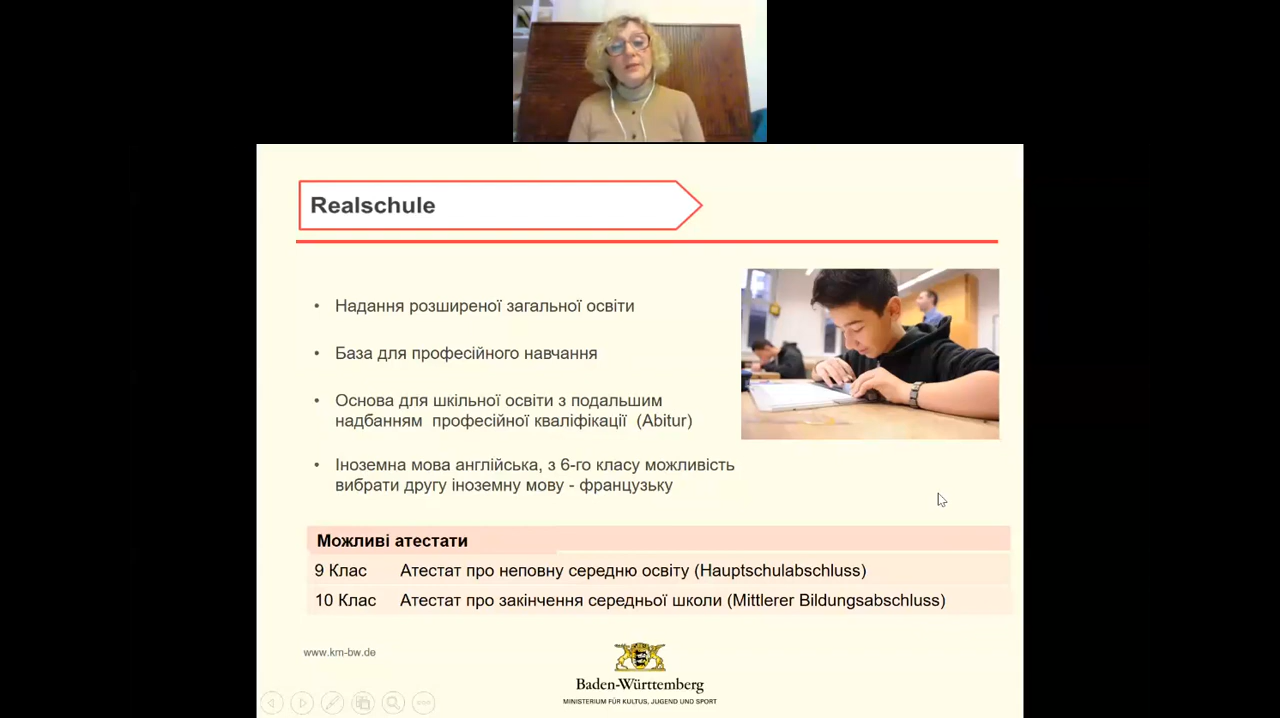 Realschule
• Надання розширеної загальної освіти
• База для професійного навчання
• Основа для шкільної освіти з подальшим
надбанням професійної кваліфікації (Abitur)
• Іноземна мова англійська, з 6-го класу можливість
вибрати другу іноземну мову - французьку
Можливі атестати
9 Клас Атестат про неповну середню освіту (Hauptschulabschluss)
10 Клас Атестат про закінчення середньої школи (Mittlerer Bildungsabschluss)
www.km-bw.de
Baden-Württemberg
MINISTERIUM FÜR KULTUS, JUGEND UND SPORT